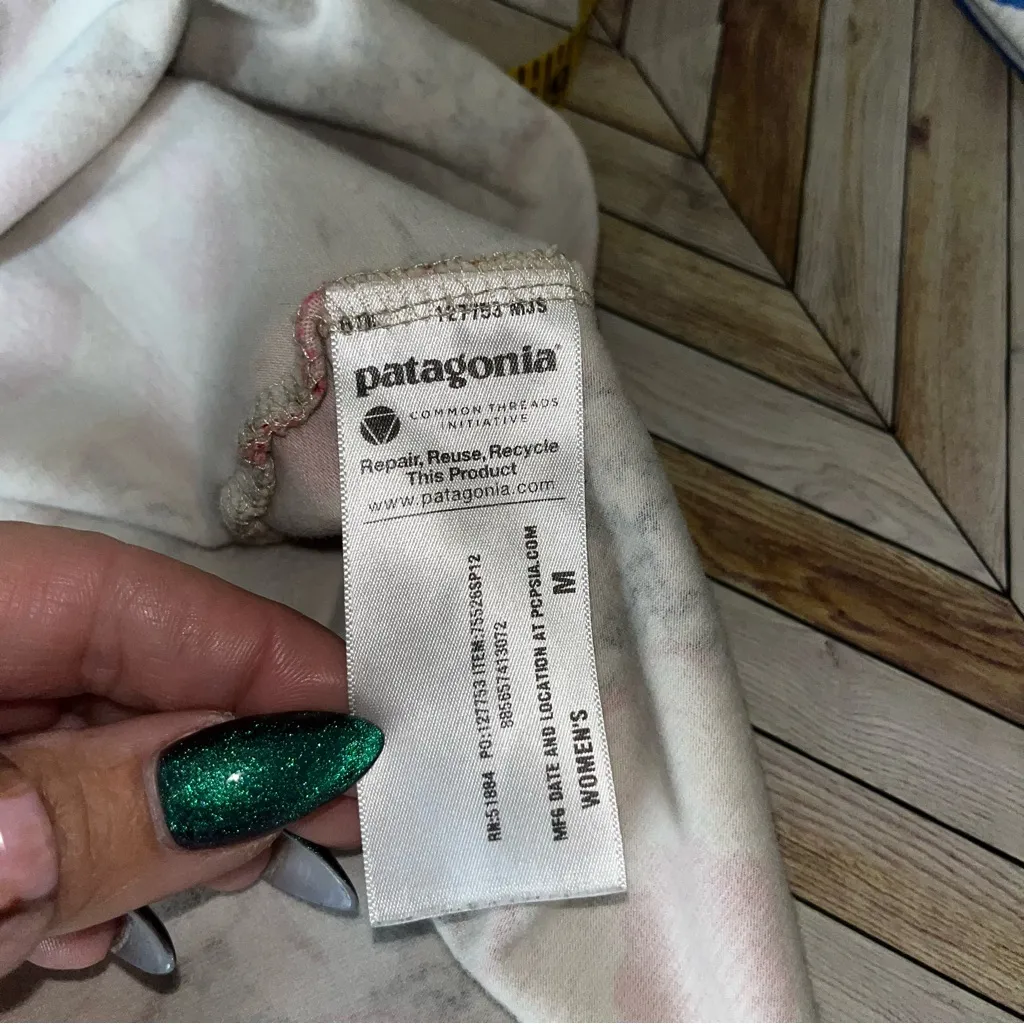 127753 MJS
patagonia®
COMMON THREADS
INITIATIVE
Repair, Reuse, Recycle
This Product
www.patagonia.com
RN:51884 PO:127753 ITEM:75526SP12
885657413072
MFG DATE AND LOCATION AT PCPSIA.COM
WOMEN'S M